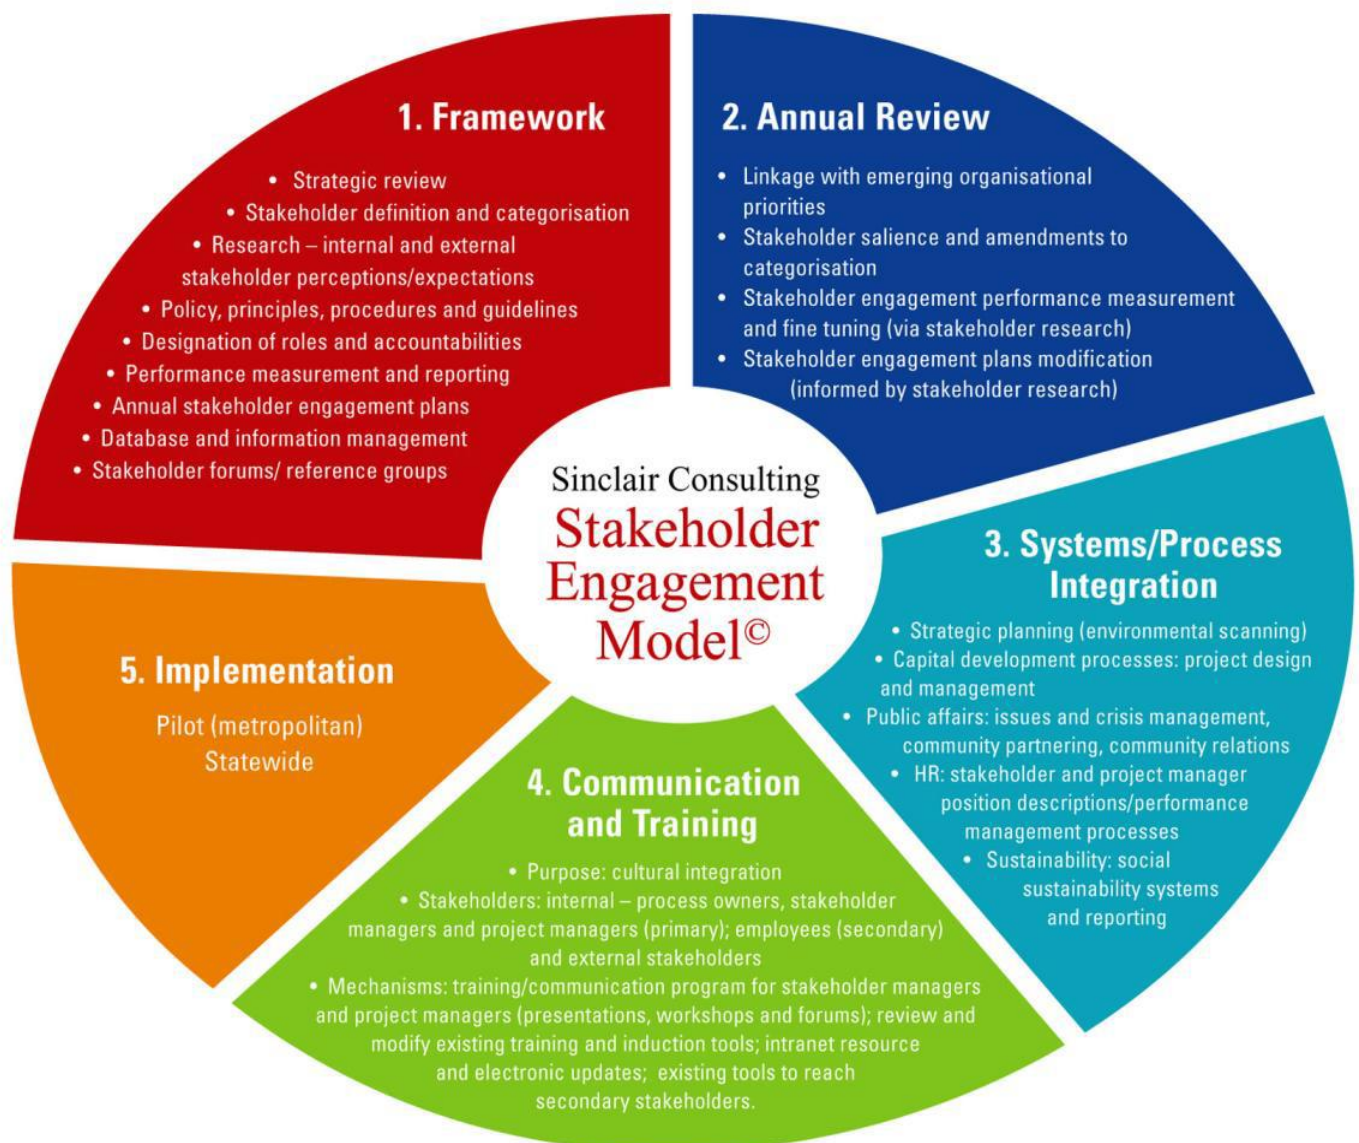 1. Framework
• Strategic review
• Stakeholder definition and categorisation
• Research – internal and external
stakeholder perceptions/expectations
• Policy, principles, procedures and guidelines
• Designation of roles and accountabilities
• Performance measurement and reporting
• Annual stakeholder engagement plans
• Database and information management
• Stakeholder forums/ reference groups
2. Annual Review
• Linkage with emerging organisational
priorities
• Stakeholder salience and amendments to
categorisation
• Stakeholder engagement performance measurement
and fine tuning (via stakeholder research)
• Stakeholder engagement plans modification
(informed by stakeholder research)
Sinclair Consulting
Stakeholder
Engagement
Model©
3. Systems/Process
Integration
• Strategic planning (environmental scanning)
• Capital development processes: project design
and management
• Public affairs: issues and crisis management,
community partnering, community relations
• HR: stakeholder and project manager
position descriptions/performance
management processes
• Sustainability: social
sustainability systems
and reporting
4. Communication
and Training
• Purpose: cultural integration
• Stakeholders: internal – process owners, stakeholder
managers and project managers (primary); employees (secondary)
and external stakeholders
• Mechanisms: training/communication program for stakeholder managers
and project managers (presentations, workshops and forums); review and
modify existing training and induction tools; intranet resource
and electronic updates; existing tools to reach
secondary stakeholders.
5. Implementation
Pilot (metropolitan)
Statewide